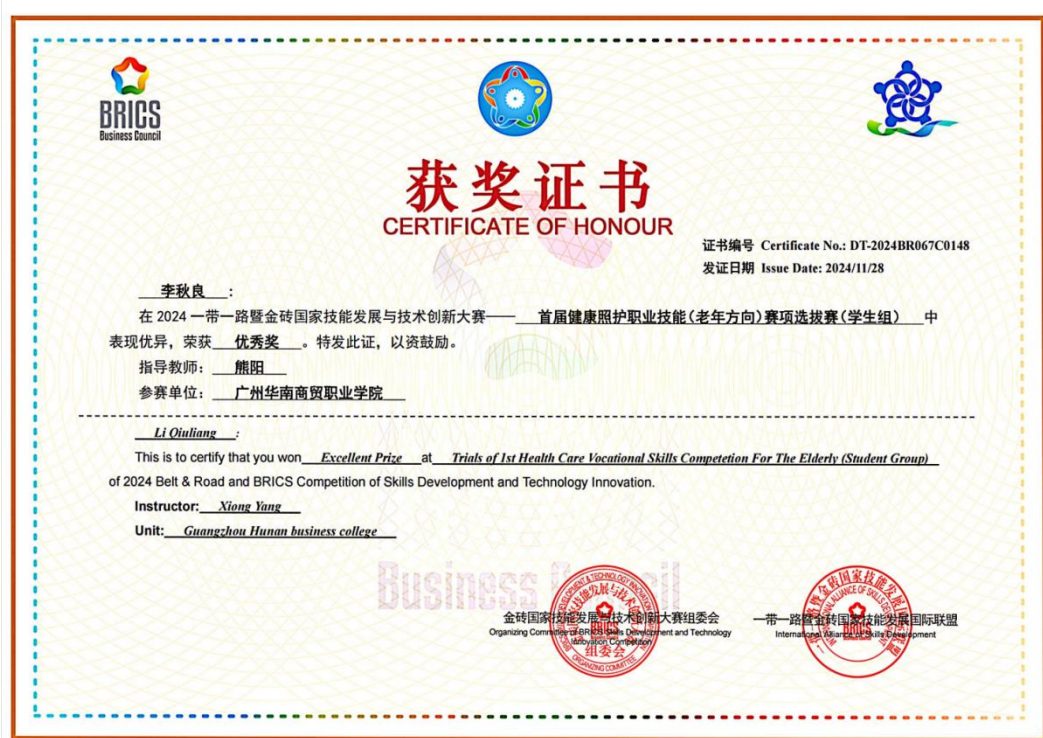 BRICS
Business Council
获奖证书
CERTIFICATE OF HONOUR
证书编号 Certificate No.: DT-2024BR067C0148
发证日期 Issue Date: 2024/11/28
李秋良：
在 2024 一带一路暨金砖国家技能发展与技术创新大赛——首届健康照护职业技能（老年方向）赛项选拔赛（学生组）中
表现优异，荣获 优秀奖 。特发此证，以资鼓励。
指导教师： 熊阳
参赛单位： 广州华南商贸职业学院
Li Qiuliang :
This is to certify that you won Excellent Prize at Trials of 1st Health Care Vocational Skills Competetion For The Elderly (Student Group)
of 2024 Belt & Road and BRICS Competition of Skills Development and Technology Innovation.
Instructor: Xiong Yang
Unit: Guangzhou Hunan business college
Business Council
金砖国家技能发展与技术创新大赛组委会
Organizing Committee of BRICS Skills Development and Technology
Innovation Competition
组委会
ORGANIZING COMMITTEE
一带一路暨金砖国家技能发展国际联盟
International Alliance of Skills Development
BRICS